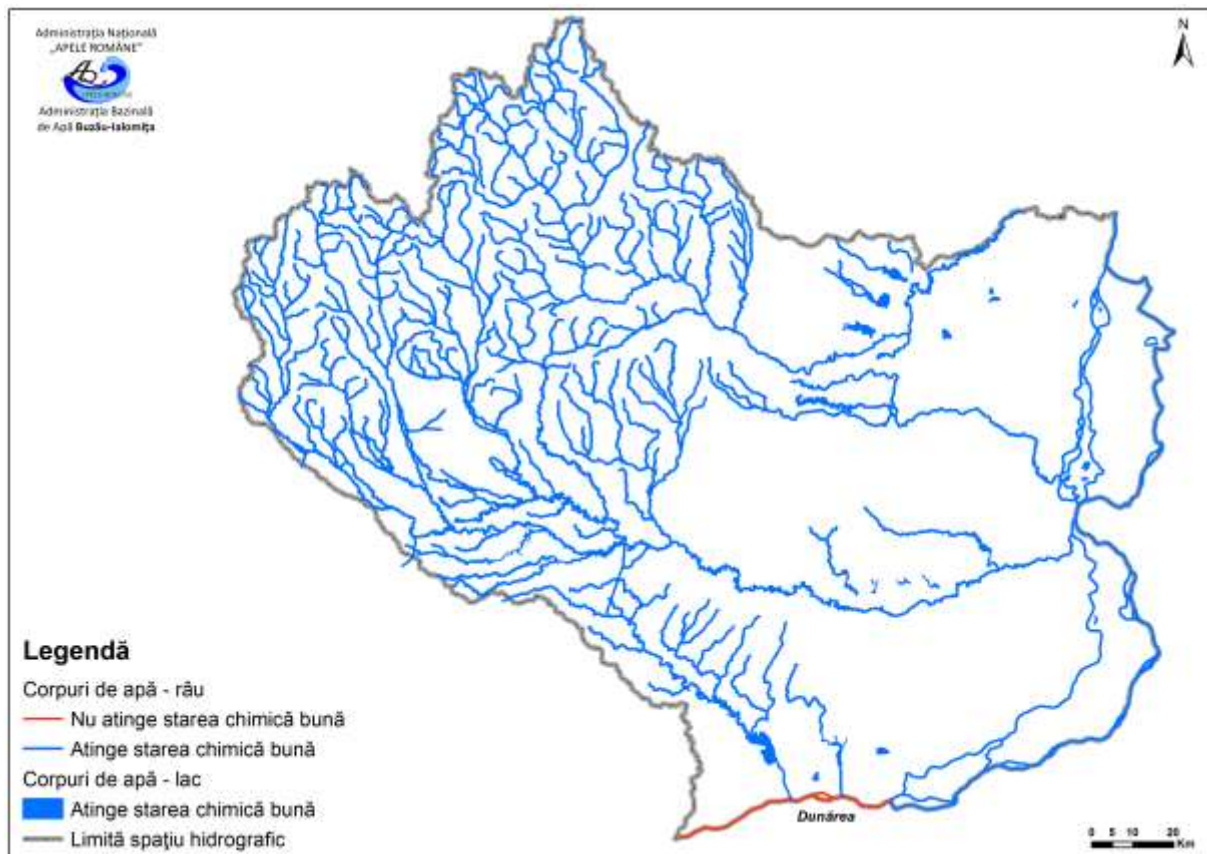 Administrația Națională
„APELE ROMÂNE”
Administrația Bazinală
de Apă Buzău-Ialomița
N
Legendă
Corpuri de apă - râu
Nu atinge starea chimică bună
Atinge starea chimică bună
Corpuri de apă - lac
Atinge starea chimică bună
Limită spațiu hidrografic
Dunărea
0 5 10 20
Km